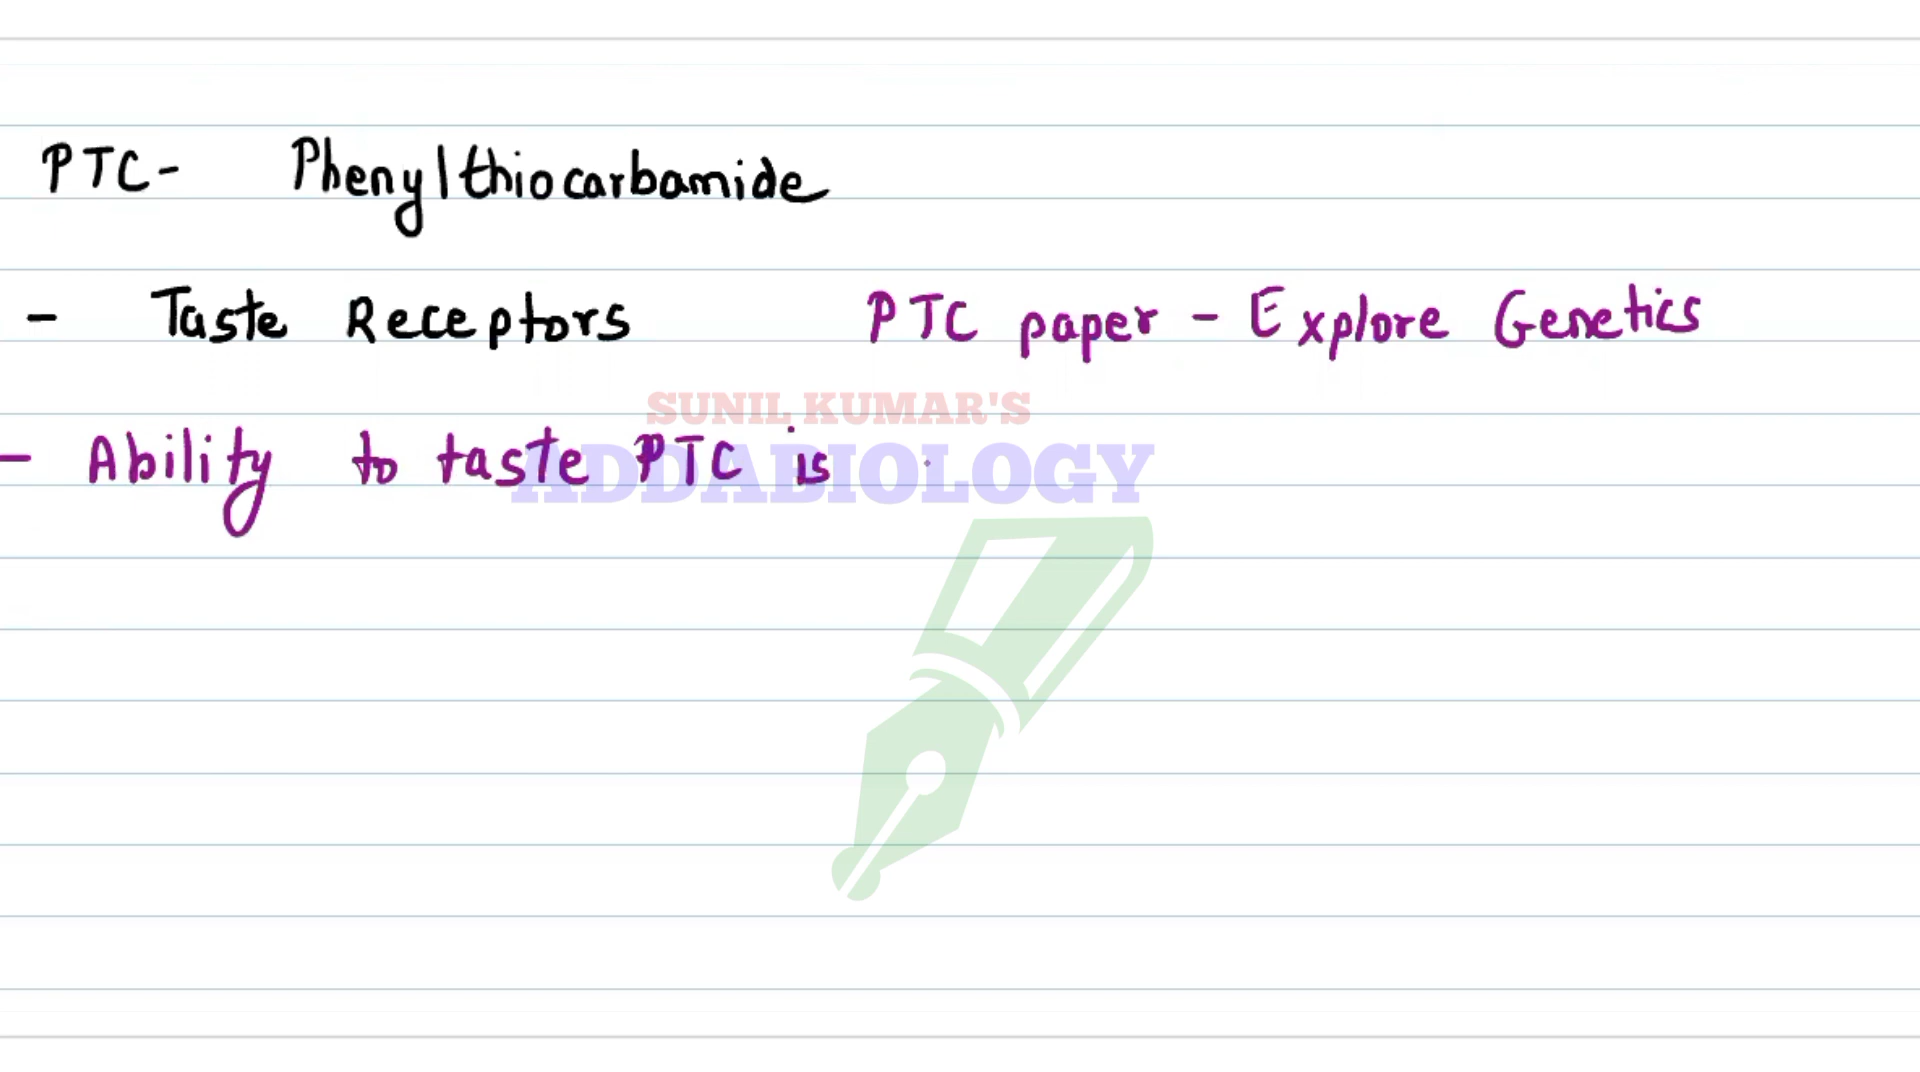 PTC- Phenylthiocarbamide
- Taste Receptors PTC paper - Explore Genetics
SUNIL KUMAR'S
- Ability to taste PTC is
ADDABIOLOGY